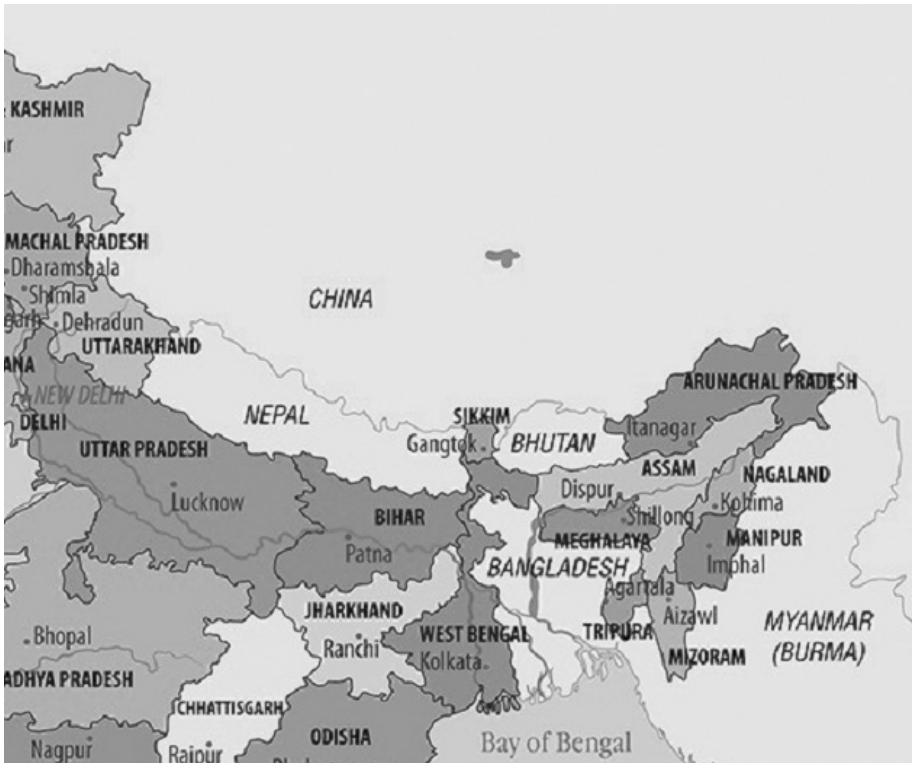 KASHMIR
MACHAL PRADESH
Dharamshala
Shimla
garh
Dehradun
UTTARAKHAND
ANA
NEW DELHI
DELHI
UTTAR PRADESH
Lucknow
CHINA
NEPAL
SIKKIM
Gangtok
BHUTAN
ARUNACHAL PRADESH
Itanagar
ASSAM
Dispur
NAGALAND
Kohima
Shillong
MEGHALAYA
MANIPUR
Imphal
BIHAR
Patna
BANGLADESH
Agartala
Aizawl
TRIPURA
MIZORAM
MYANMAR
(BURMA)
JHARKHAND
Ranchi
WEST BENGAL
Kolkata
Bhopal
ADHYA PRADESH
CHHATTISGARH
Raipur
Nagpur
ODISHA
Bay of Bengal